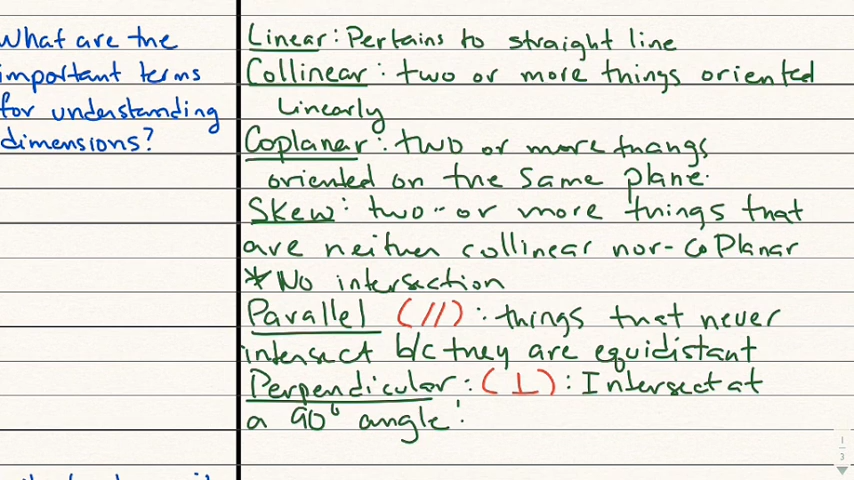 What are the
important terms
for understanding
dimensions?
Linear: Pertains to straight line
Collinear: two or more things oriented
Linearly
Coplanar: two or more things
oriented on the same plane.
Skew: two or more things that
are neither collinear nor coplanar
*No intersection
Parallel (//): things that never
intersect b/c they are equidistant
Perpendicular: (⊥): Intersect at
a 90° angle.
1
3